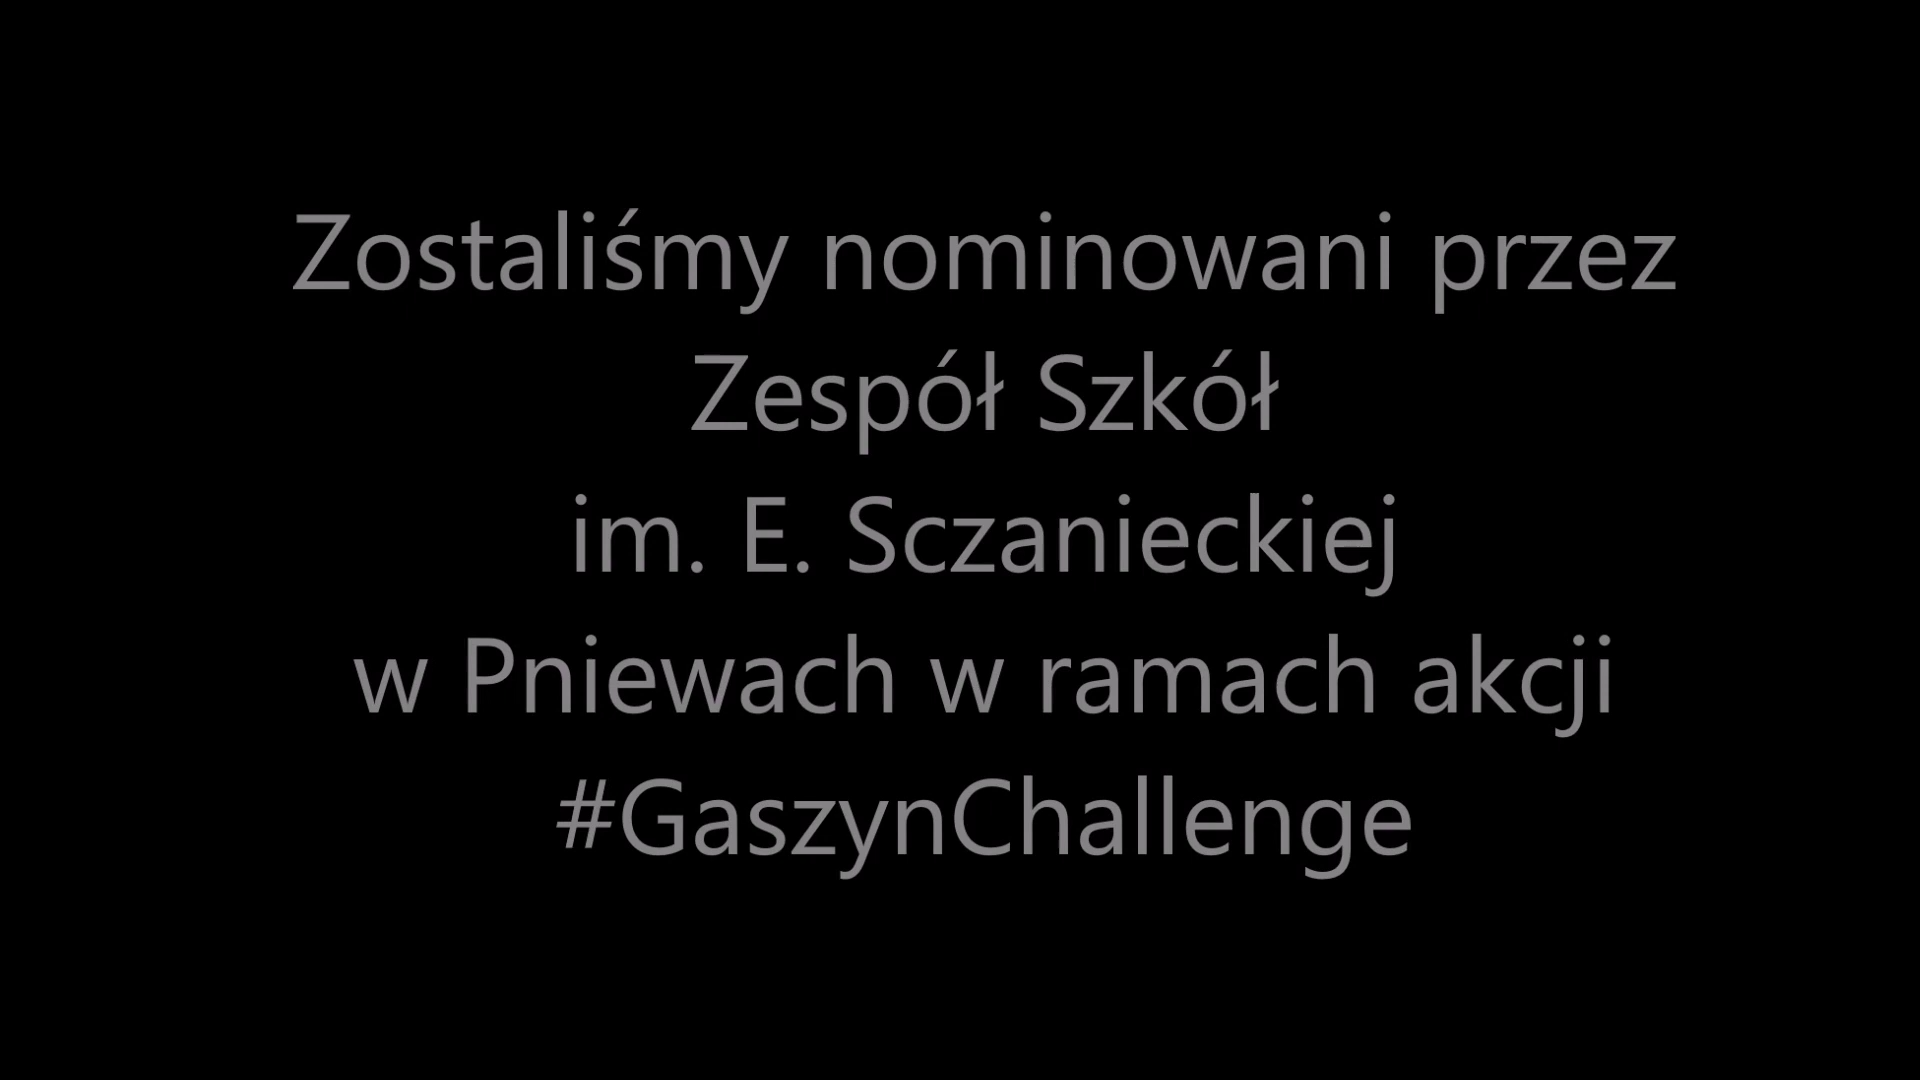 Zostaliśmy nominowani przez
Zespół Szkół
im. E. Sczanieckiej
w Pniewach w ramach akcji
#GaszynChallenge